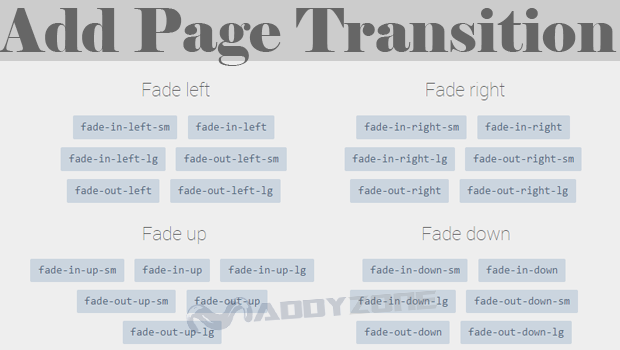 Add Page Transition
Fade left
fade-in-left-sm fade-in-left
fade-in-left-lg fade-out-left-sm
fade-out-left fade-out-left-lg
Fade right
fade-in-right-sm fade-in-right
fade-in-right-lg fade-out-right-sm
fade-out-right fade-out-right-lg
Fade up
fade-in-up-sm fade-in-up fade-in-up-lg
fade-out-up-sm fade-out-up
fade-out-up-lg
Fade down
fade-in-down-sm fade-in-down
fade-in-down-lg fade-out-down-sm
fade-out-down fade-out-down-lg
MADDYZONE